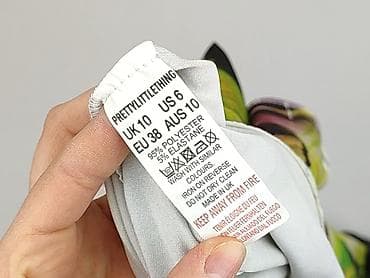 PRETTYLITTLETHING
UK 10 US 6
EU 38 AUS 10
95% POLYESTER
5% ELASTANE
WASH WITH SIMILAR
COLOURS
IRON ON REVERSE
DO NOT DRY CLEAN
MADE IN UK
KEEP AWAY FROM FIRE